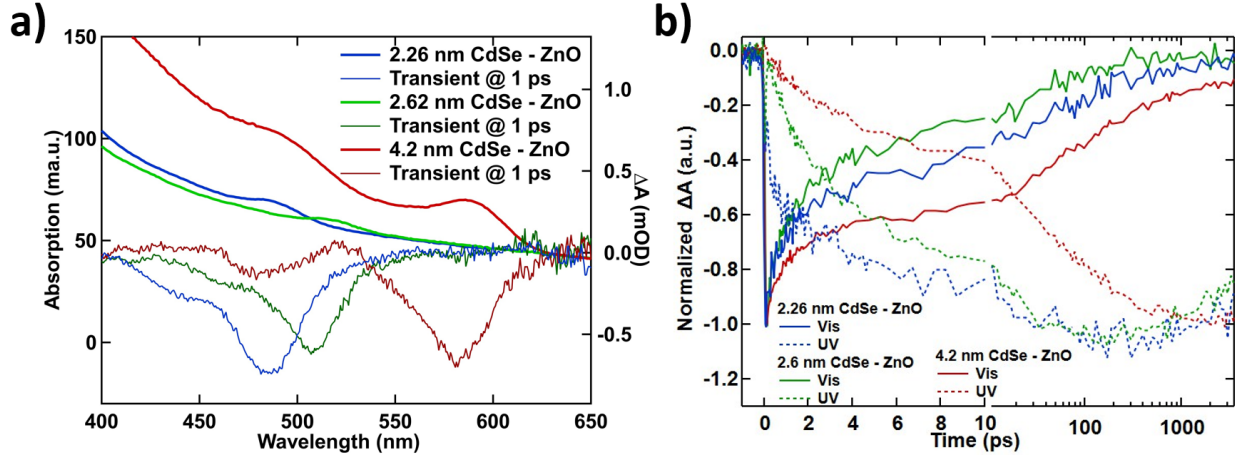 a)
150
100
50
0
Absorption (ma.u.)
400
450
500
550
600
650
Wavelength (nm)
1.0
0.5
0.0
-0.5
ΔA (mOD)
2.26 nm CdSe - ZnO
Transient @ 1 ps
2.62 nm CdSe - ZnO
Transient @ 1 ps
4.2 nm CdSe - ZnO
Transient @ 1 ps
b)
0.0
-0.2
-0.4
-0.6
-0.8
-1.0
-1.2
Normalized ΔA (a.u.)
0
2
4
6
8
10
100
1000
Time (ps)
2.26 nm CdSe - ZnO
Vis
UV
2.6 nm CdSe - ZnO
Vis
UV
4.2 nm CdSe - ZnO
Vis
UV